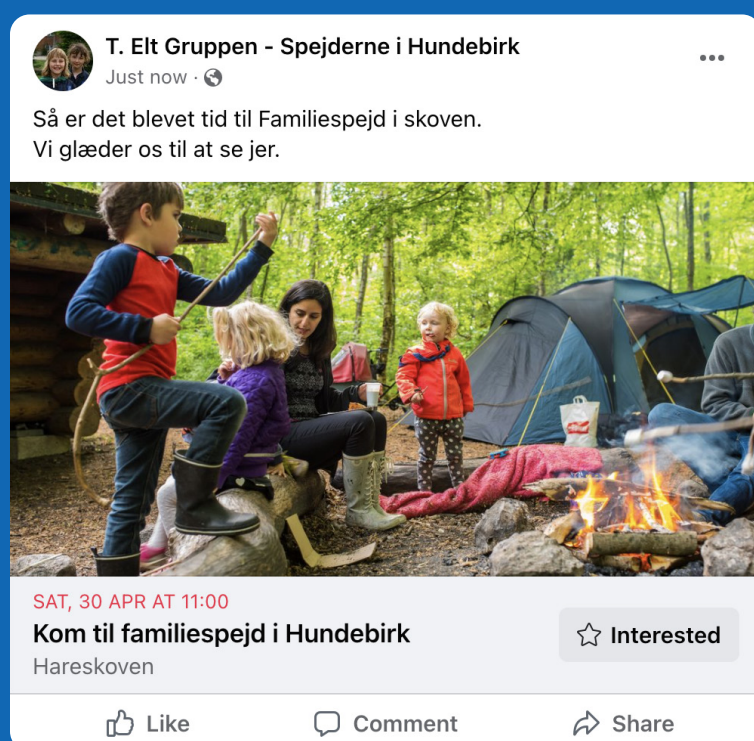 T. Elt Gruppen - Spejderne i Hundebirk
Just now ·
Så er det blevet tid til Familiespejd i skoven.
Vi glæder os til at se jer.
SAT, 30 APR AT 11:00
Kom til familiespejd i Hundebirk
Hareskoven
Interested
Like
Comment
Share